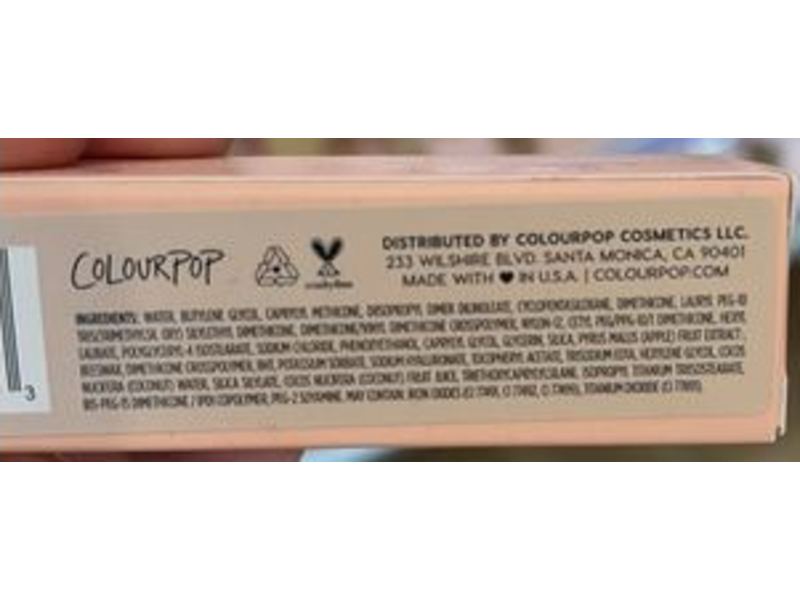 COLOURPOP
cruelty-free
DISTRIBUTED BY COLOURPOP COSMETICS LLC.
233 WILSHIRE BLVD. SANTA MONICA, CA 90401
MADE WITH ♥ IN U.S.A. | COLOURPOP.COM
INGREDIENTS: WATER, BUTYLENE GLYCOL, CAPRYLYL METHICONE, DIISOPROPYL DIMER DILINOLEATE, CYCLOPENTASILOXANE, DIMETHICONE, LAURYL PEG-10
TRIS(TRIMETHYLSILOXY) SILYLETHYL DIMETHICONE, DIMETHICONE/VINYL DIMETHICONE CROSSPOLYMER, NYLON-12, CETYL PEG/PPG-10/1 DIMETHICONE, HEXYL
LAURATE, POLYGLYCERYL-4 ISOSTEARATE, SODIUM CHLORIDE, PHENOXYETHANOL, CAPRYLYL GLYCOL, GLYCERIN, SILICA, PYRUS MALUS (APPLE) FRUIT EXTRACT,
BEESWAX, DIMETHICONE CROSSPOLYMER, BHT, POTASSIUM SORBATE, SODIUM HYALURONATE, TOCOPHERYL ACETATE, TRISODIUM EDTA, HEXYLENE GLYCOL, COCOS
NUCIFERA (COCONUT) WATER, SILICA SILYLATE, COCOS NUCIFERA (COCONUT) FRUIT JUICE, TRIETHOXYCAPRYLYLSILANE, ISOPROPYL TITANIUM TRIISOSTEARATE,
BIS-PEG-15 DIMETHICONE / IPDI COPOLYMER, PEG-2 SOYAMINE. MAY CONTAIN: IRON OXIDES (CI 77491, CI 77492, CI 77499), TITANIUM DIOXIDE (CI 77891).
3